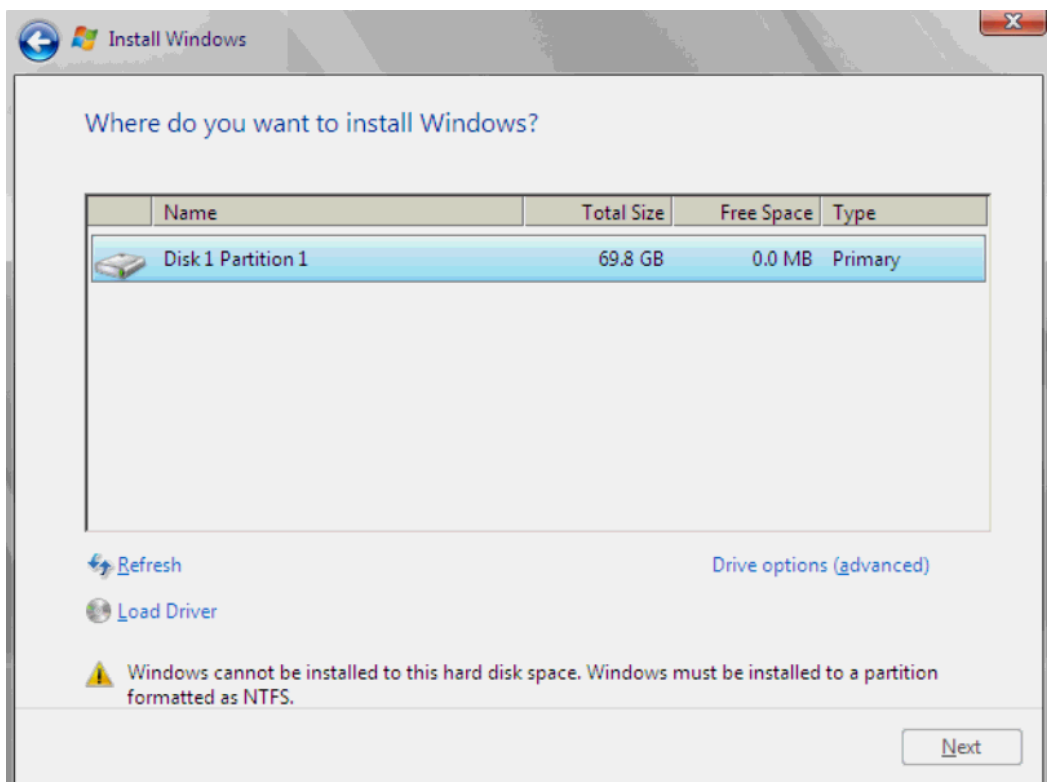 Install Windows
Where do you want to install Windows?
Name Total Size Free Space Type
Disk 1 Partition 1 69.8 GB 0.0 MB Primary
Refresh Drive options (advanced)
Load Driver
Windows cannot be installed to this hard disk space. Windows must be installed to a partition
formatted as NTFS.
Next